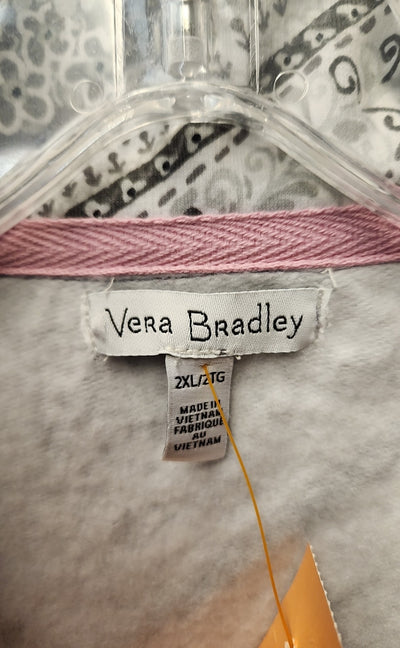 Vera Bradley
2XL/2TG
MADE IN
VIETNAM
FABRIQUE
AU
VIETNAM